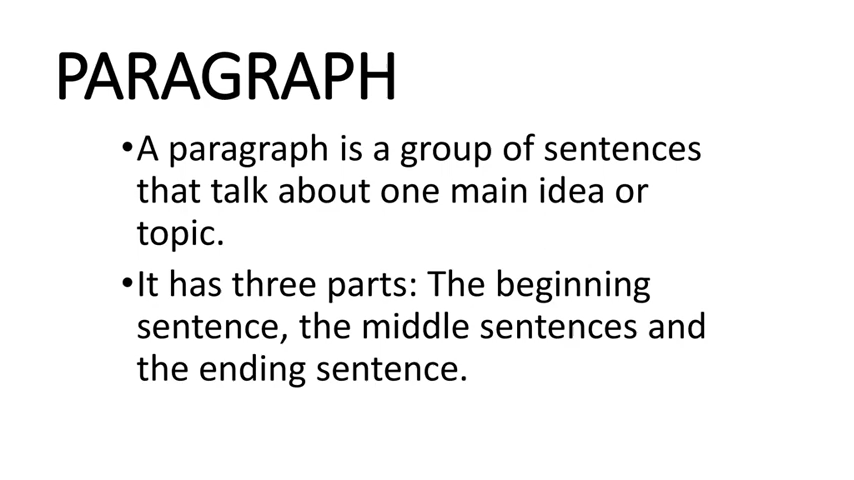 PARAGRAPH
•A paragraph is a group of sentences
that talk about one main idea or
topic.
•It has three parts: The beginning
sentence, the middle sentences and
the ending sentence.